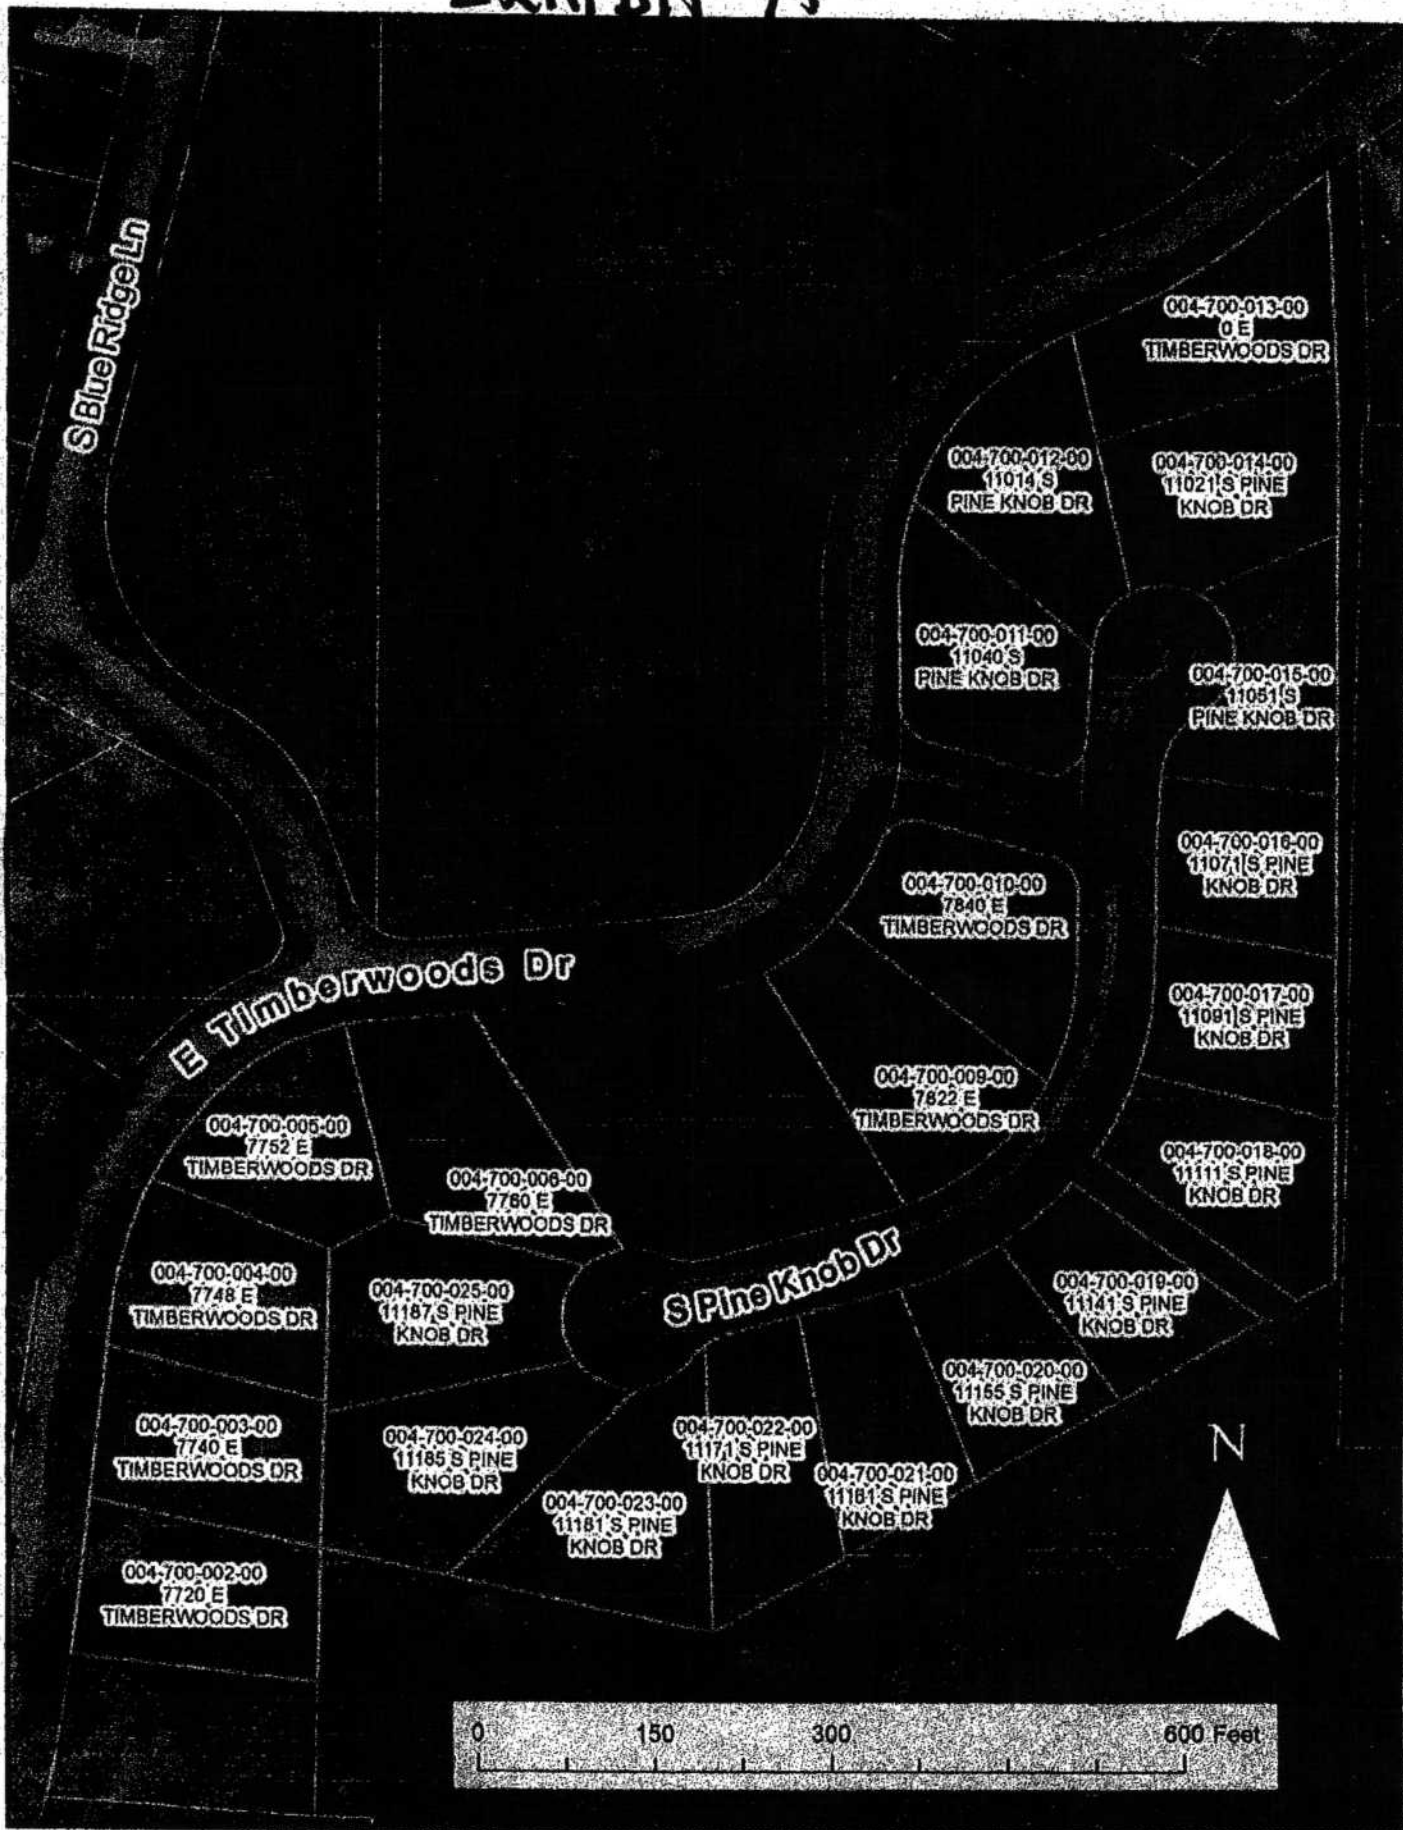 S Blue Ridge Ln
004-700-013-00
0 E
TIMBERWOODS DR
004-700-012-00
11014 S
PINE KNOB DR
004-700-014-00
11021 S PINE
KNOB DR
004-700-011-00
11040 S
PINE KNOB DR
004-700-015-00
11051 S
PINE KNOB DR
004-700-016-00
11071 S PINE
KNOB DR
004-700-010-00
7840 E
TIMBERWOODS DR
E Timberwoods Dr
004-700-017-00
11091 S PINE
KNOB DR
004-700-009-00
7822 E
TIMBERWOODS DR
004-700-005-00
7752 E
TIMBERWOODS DR
004-700-018-00
11111 S PINE
KNOB DR
004-700-006-00
7760 E
TIMBERWOODS DR
S Pine Knob Dr
004-700-004-00
7748 E
TIMBERWOODS DR
004-700-025-00
11187 S PINE
KNOB DR
004-700-019-00
11141 S PINE
KNOB DR
004-700-020-00
11155 S PINE
KNOB DR
004-700-003-00
7740 E
TIMBERWOODS DR
004-700-024-00
11185 S PINE
KNOB DR
004-700-022-00
11171 S PINE
KNOB DR
004-700-021-00
11161 S PINE
KNOB DR
004-700-023-00
11181 S PINE
KNOB DR
004-700-002-00
7720 E
TIMBERWOODS DR
N
0 150 300 600 Feet